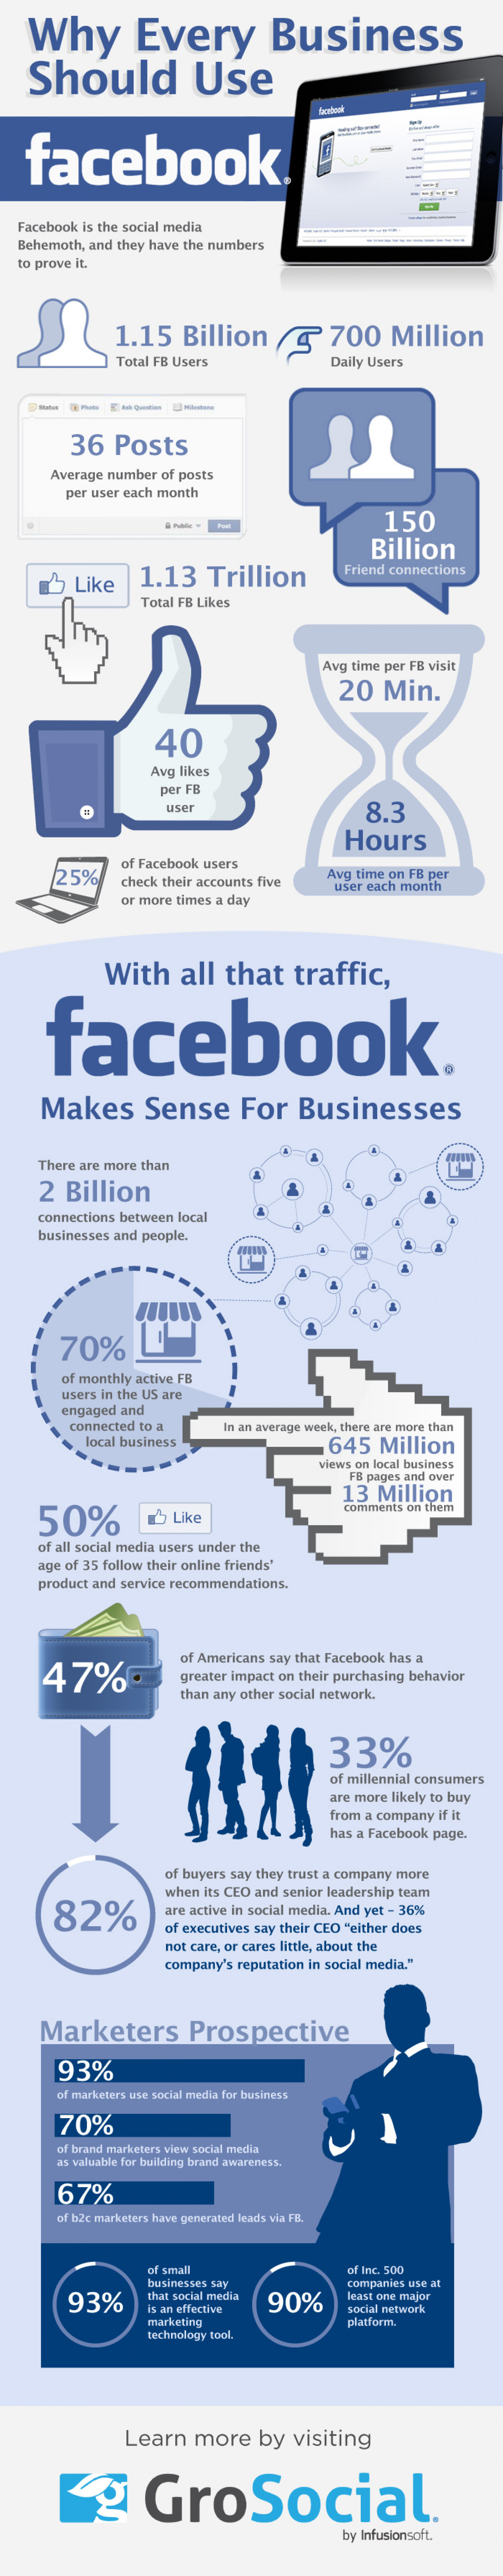 Why Every Business
Should Use
facebook®
facebook
Sign Up
Facebook is the social media
Behemoth, and they have the numbers
to prove it.
1.15 Billion
Total FB Users
700 Million
Daily Users
Status Photo Ask Question Milestone
36 Posts
Average number of posts
per user each month
Public Post
150
Billion
Friend connections
Like
1.13 Trillion
Total FB Likes
40
Avg likes
per FB
user
Avg time per FB visit
20 Min.
8.3
Hours
Avg time on FB per
user each month
25%
of Facebook users
check their accounts five
or more times a day
With all that traffic,
facebook®
Makes Sense For Businesses
There are more than
2 Billion
connections between local
businesses and people.
70%
of monthly active FB
users in the US are
engaged and
connected to a
local business
In an average week, there are more than
645 Million
views on local business
FB pages and over
13 Million
comments on them
50%
Like
of all social media users under the
age of 35 follow their online friends'
product and service recommendations.
47%
of Americans say that Facebook has a
greater impact on their purchasing behavior
than any other social network.
33%
of millennial consumers
are more likely to buy
from a company if it
has a Facebook page.
82%
of buyers say they trust a company more
when its CEO and senior leadership team
are active in social media. And yet – 36%
of executives say their CEO “either does
not care, or cares little, about the
company's reputation in social media.”
Marketers Prospective
93%
of marketers use social media for business
70%
of brand marketers view social media
as valuable for building brand awareness.
67%
of b2c marketers have generated leads via FB.
93%
of small
businesses say
that social media
is an effective
marketing
technology tool.
90%
of Inc. 500
companies use at
least one major
social network
platform.
Learn more by visiting
GroSocial.
by Infusionsoft.